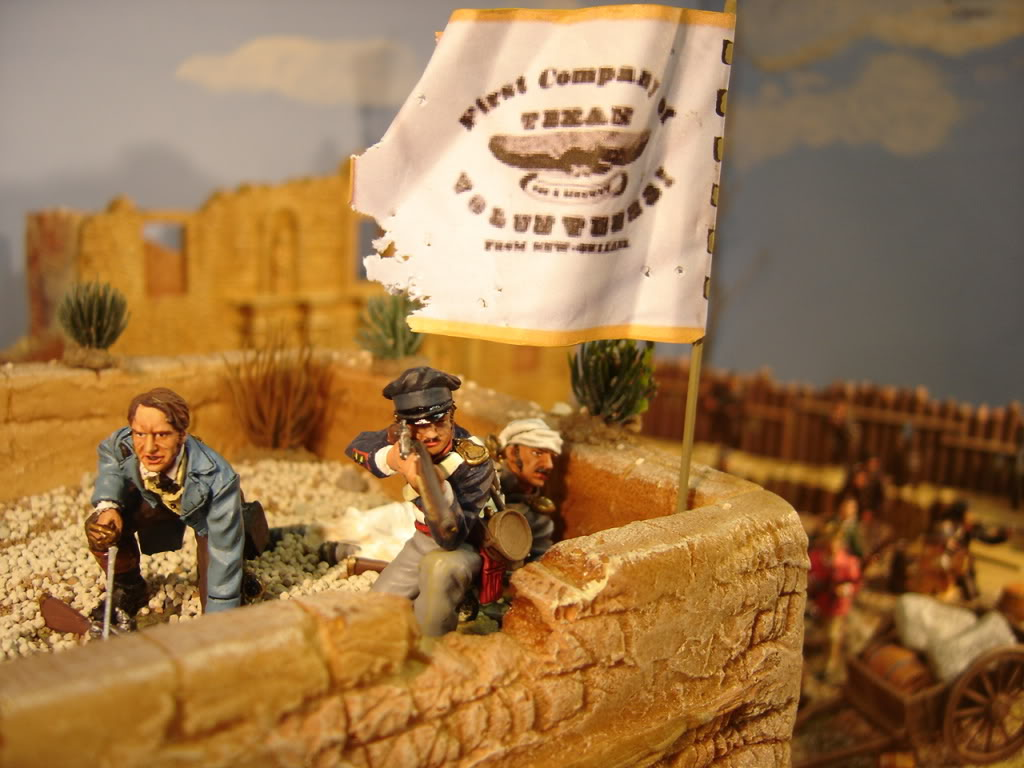 First Company of
TEXAN
VOLUNTEERS!
FROM NEW-ORLEANS